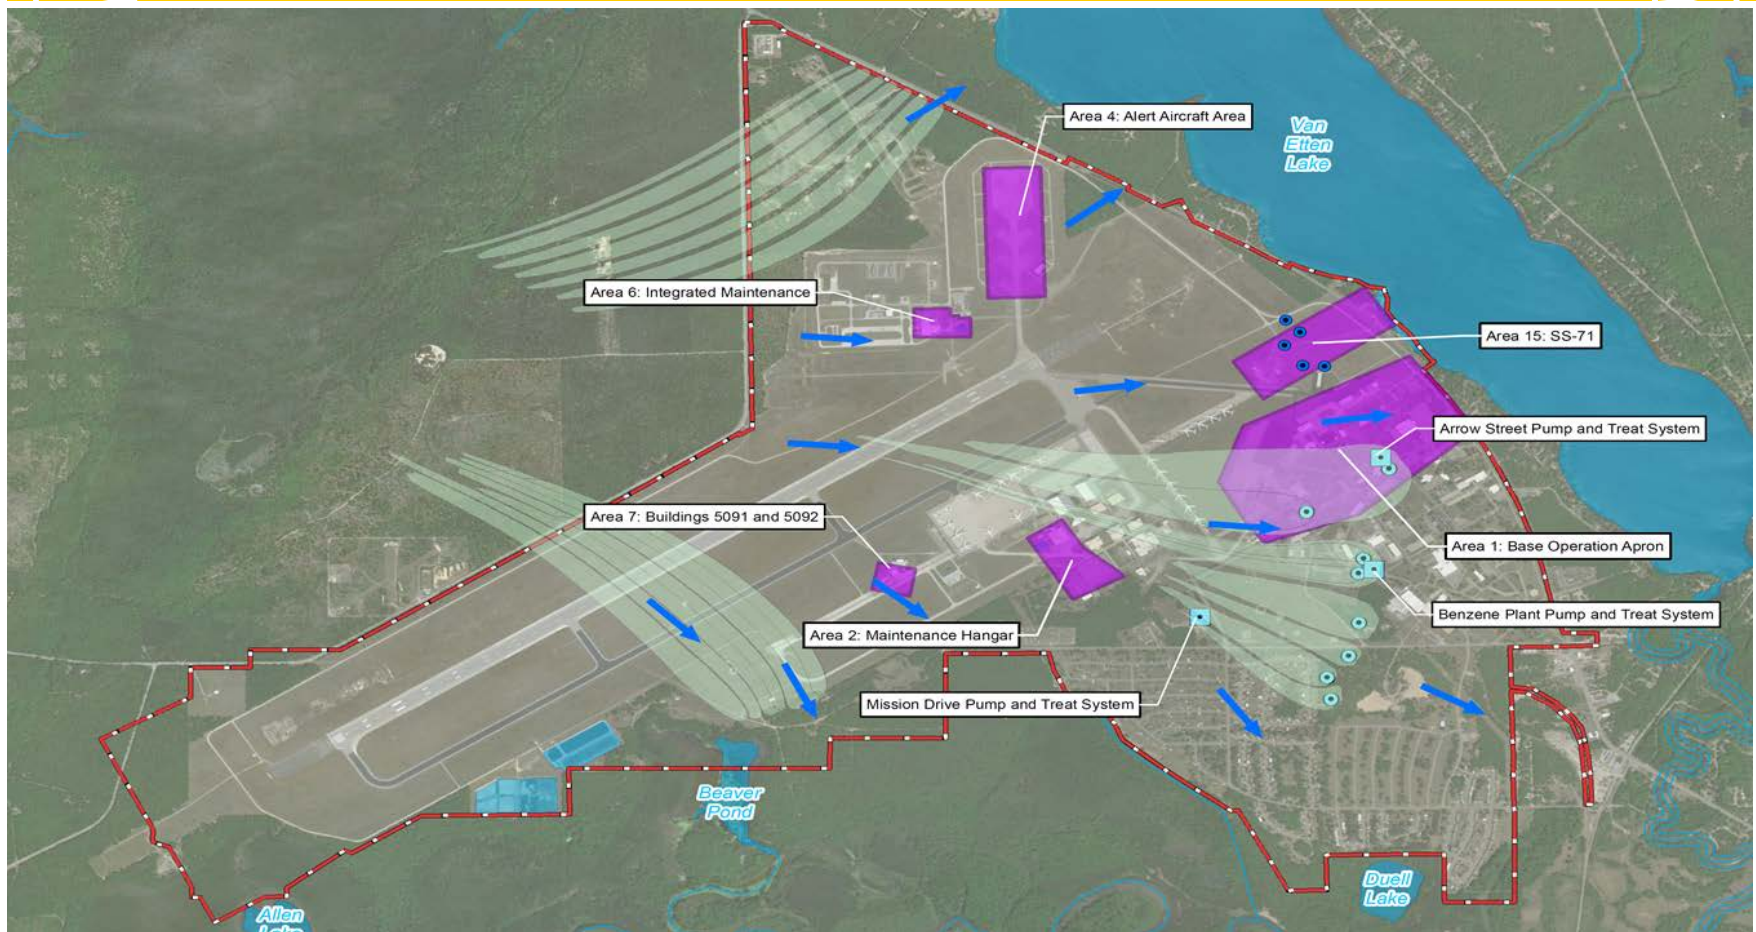 Area 4: Alert Aircraft Area
Van
Etten
Lake
Area 6: Integrated Maintenance
Area 15: SS-71
Arrow Street Pump and Treat System
Area 7: Buildings 5091 and 5092
Area 1: Base Operation Apron
Benzene Plant Pump and Treat System
Area 2: Maintenance Hangar
Mission Drive Pump and Treat System
Beaver
Pond
Duell
Lake
Allen
Lake